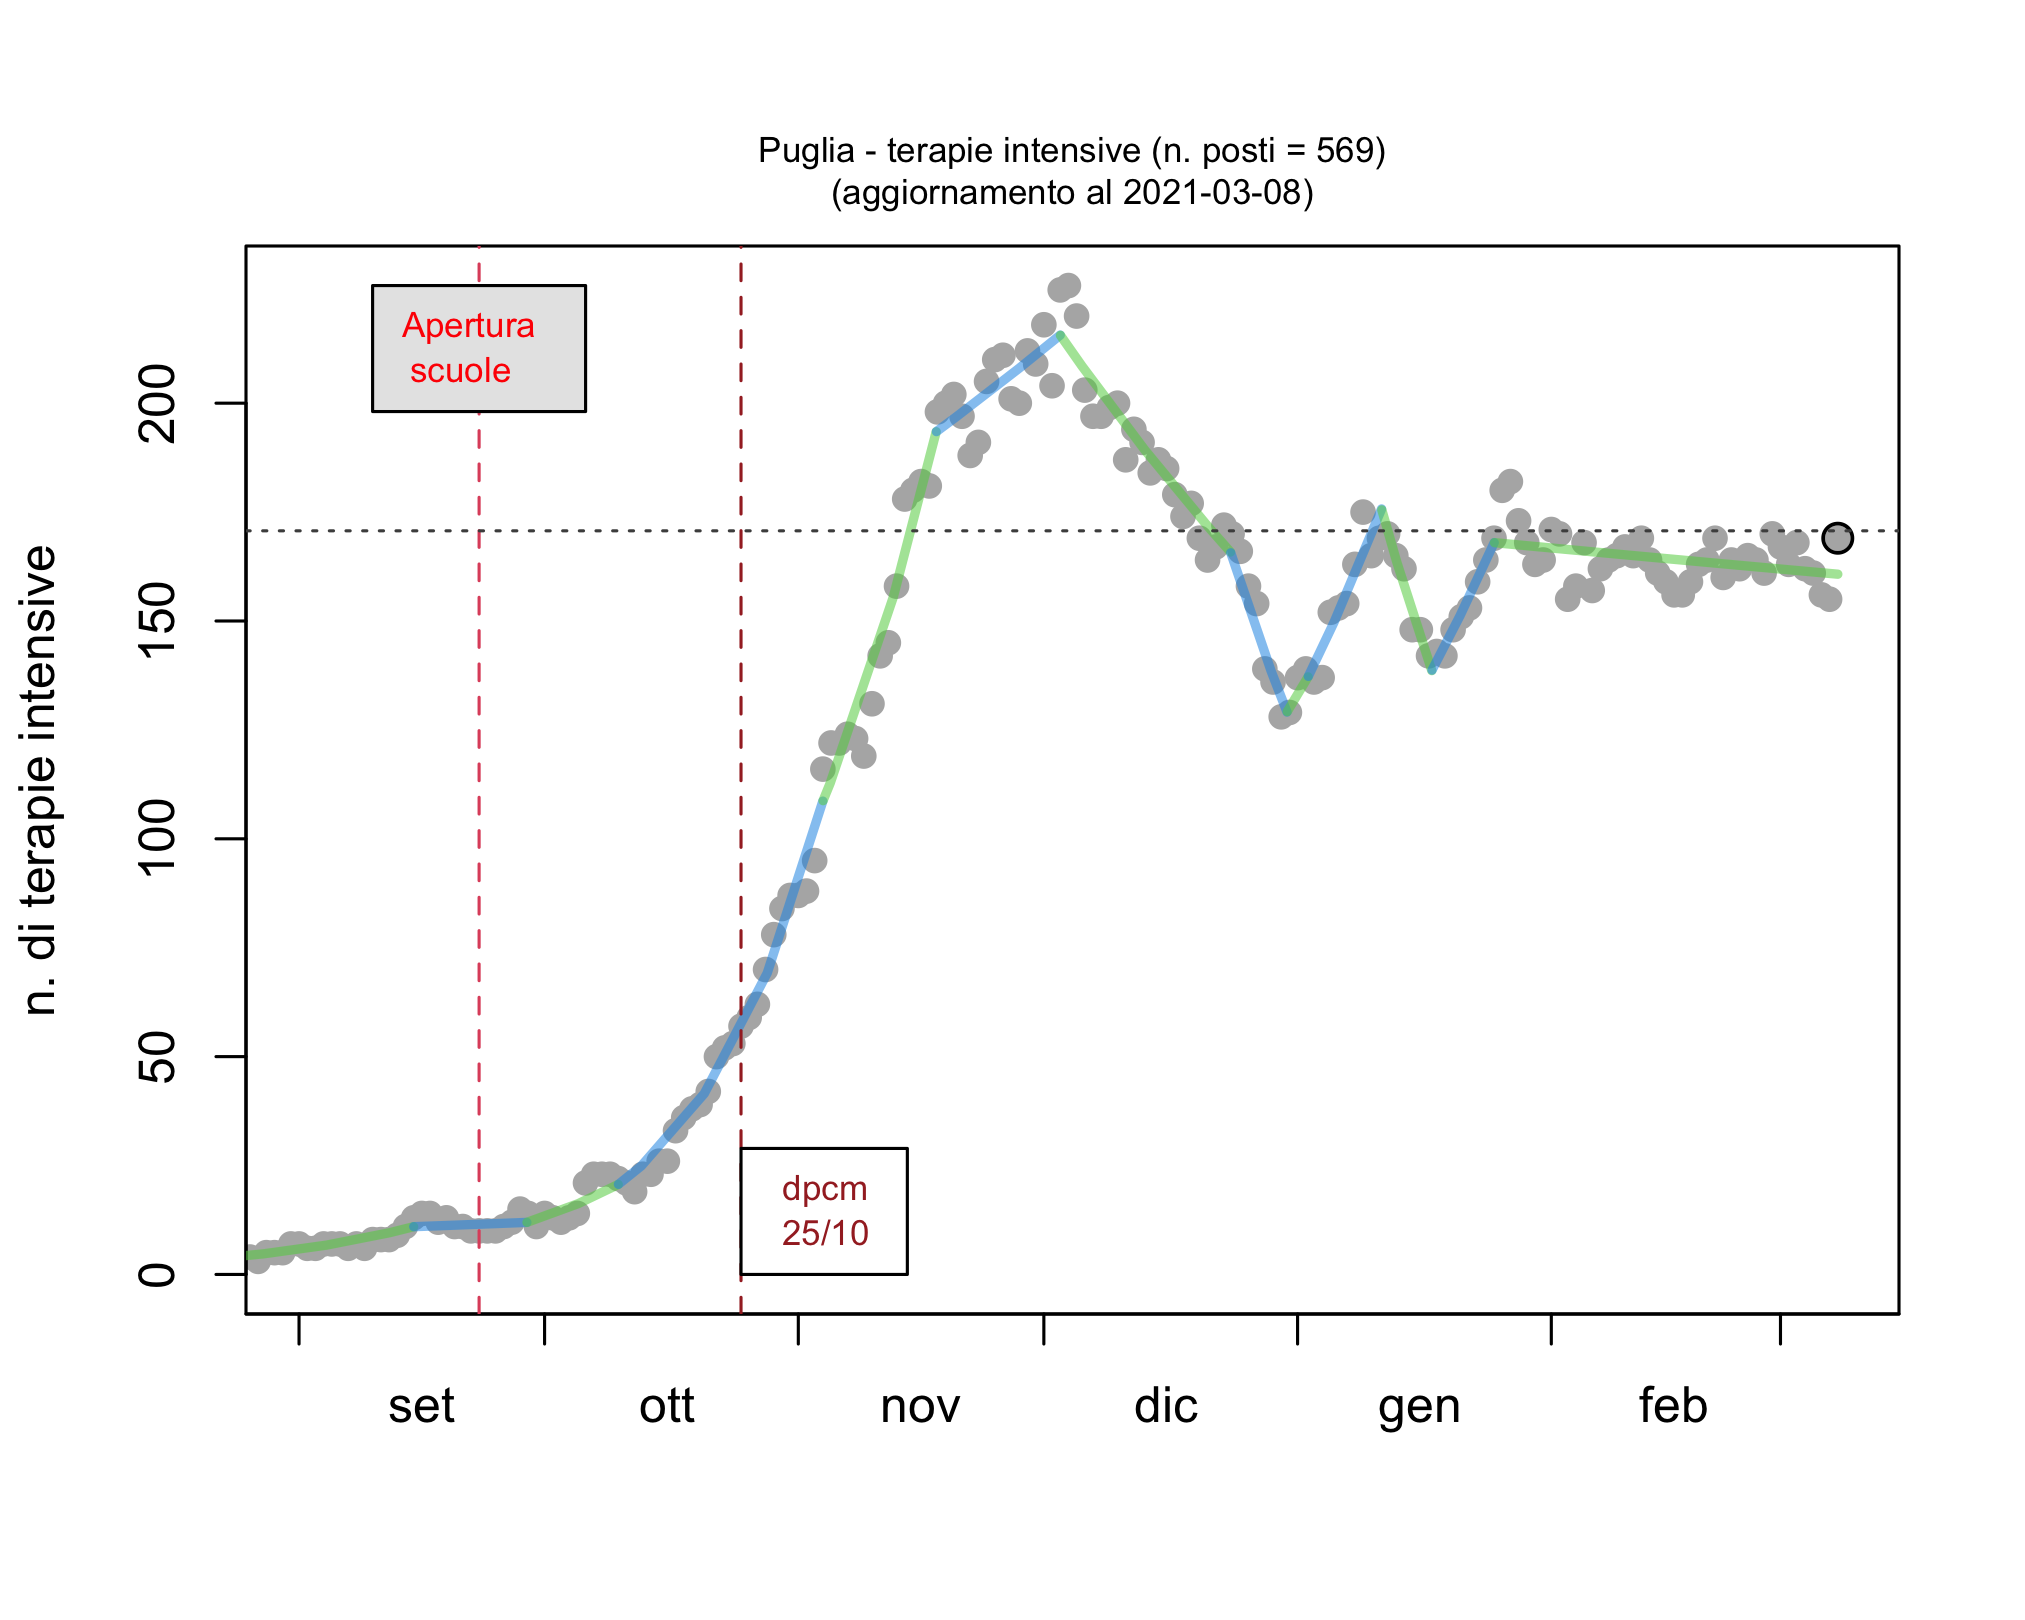 Puglia - terapie intensive (n. posti = 569)
(aggiornamento al 2021-03-08)
n. di terapie intensive
200
150
100
50
0
Apertura
scuole
dpcm
25/10
set
ott
nov
dic
gen
feb